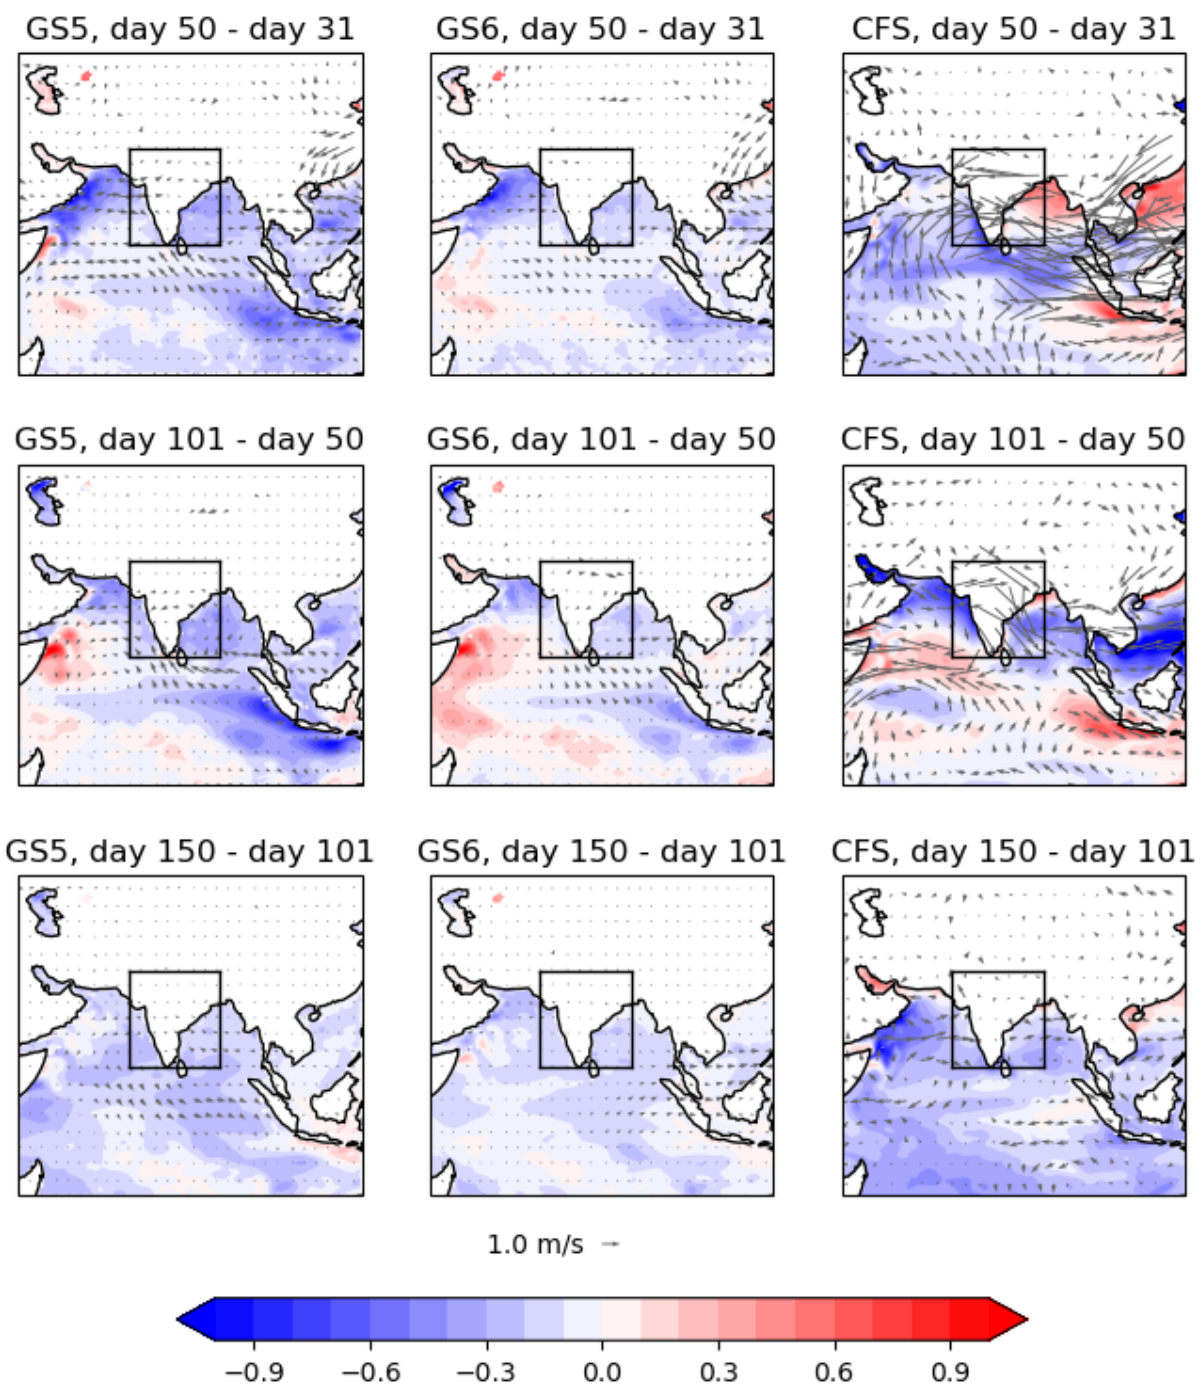 GS5, day 50 - day 31
GS6, day 50 - day 31
CFS, day 50 - day 31
GS5, day 101 - day 50
GS6, day 101 - day 50
CFS, day 101 - day 50
GS5, day 150 - day 101
GS6, day 150 - day 101
CFS, day 150 - day 101
1.0 m/s
−0.9 −0.6 −0.3 0.0 0.3 0.6 0.9